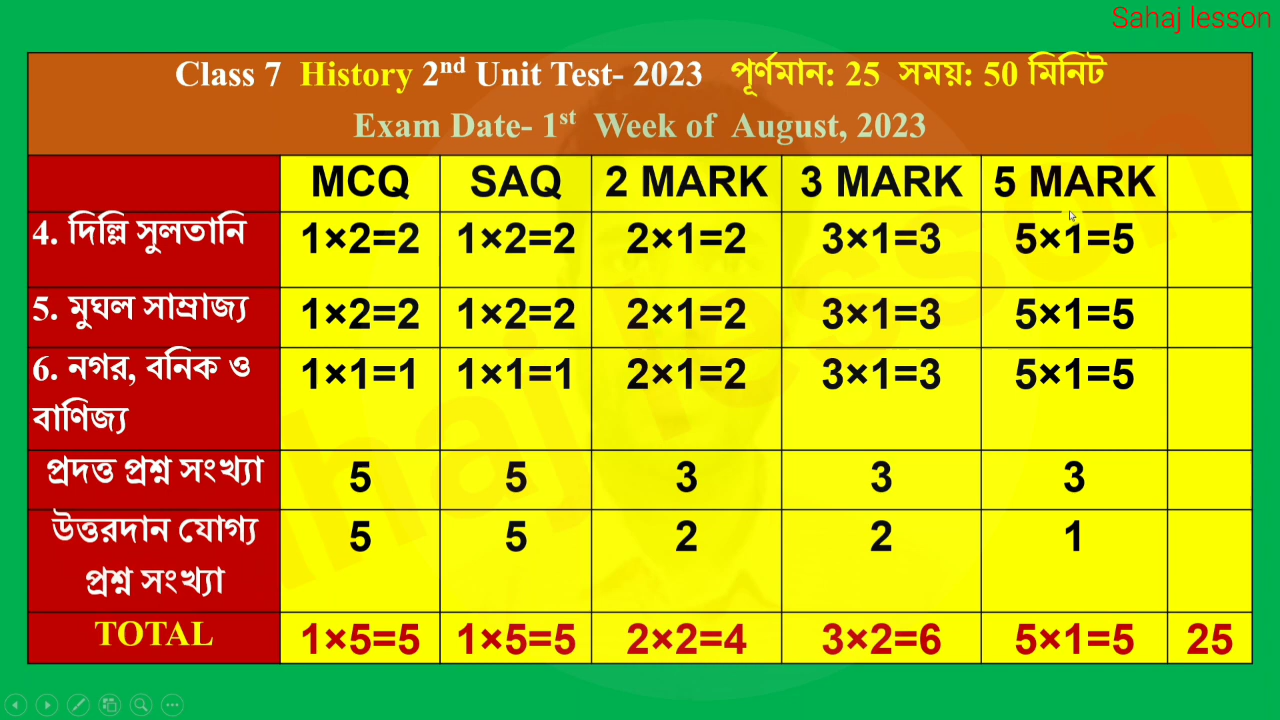 Sahaj lesson
Class 7 History 2nd Unit Test- 2023 পূর্ণমান: 25 সময়: 50 মিনিট
Exam Date- 1st Week of August, 2023
MCQ SAQ 2 MARK 3 MARK 5 MARK
4. দিল্লি সুলতানি 1×2=2 1×2=2 2×1=2 3×1=3 5×1=5
5. মুঘল সাম্রাজ্য 1×2=2 1×2=2 2×1=2 3×1=3 5×1=5
6. নগর, বনিক ও 1×1=1 1×1=1 2×1=2 3×1=3 5×1=5
বাণিজ্য
প্রদত্ত প্রশ্ন সংখ্যা 5 5 3 3 3
উত্তরদান যোগ্য 5 5 2 2 1
প্রশ্ন সংখ্যা
TOTAL 1×5=5 1×5=5 2×2=4 3×2=6 5×1=5 25